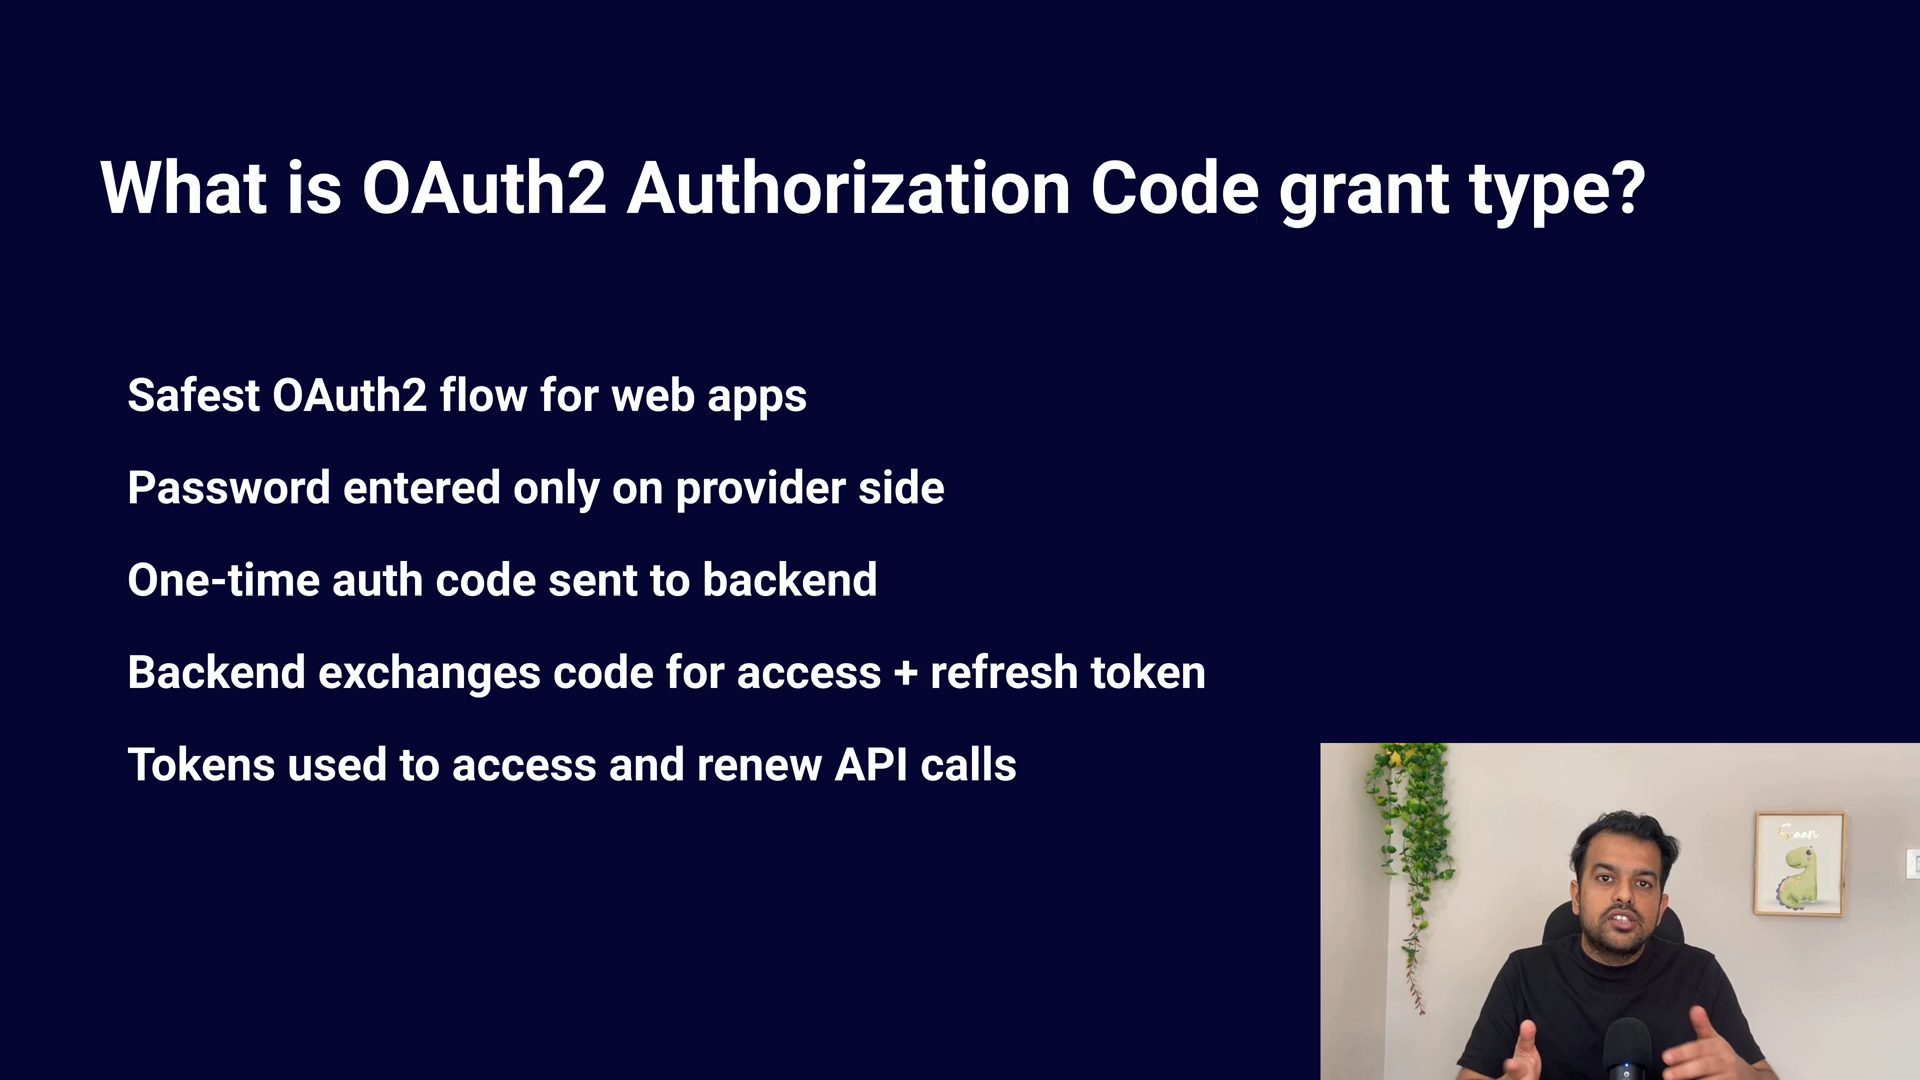 What is OAuth2 Authorization Code grant type?
Safest OAuth2 flow for web apps
Password entered only on provider side
One-time auth code sent to backend
Backend exchanges code for access + refresh token
Tokens used to access and renew API calls